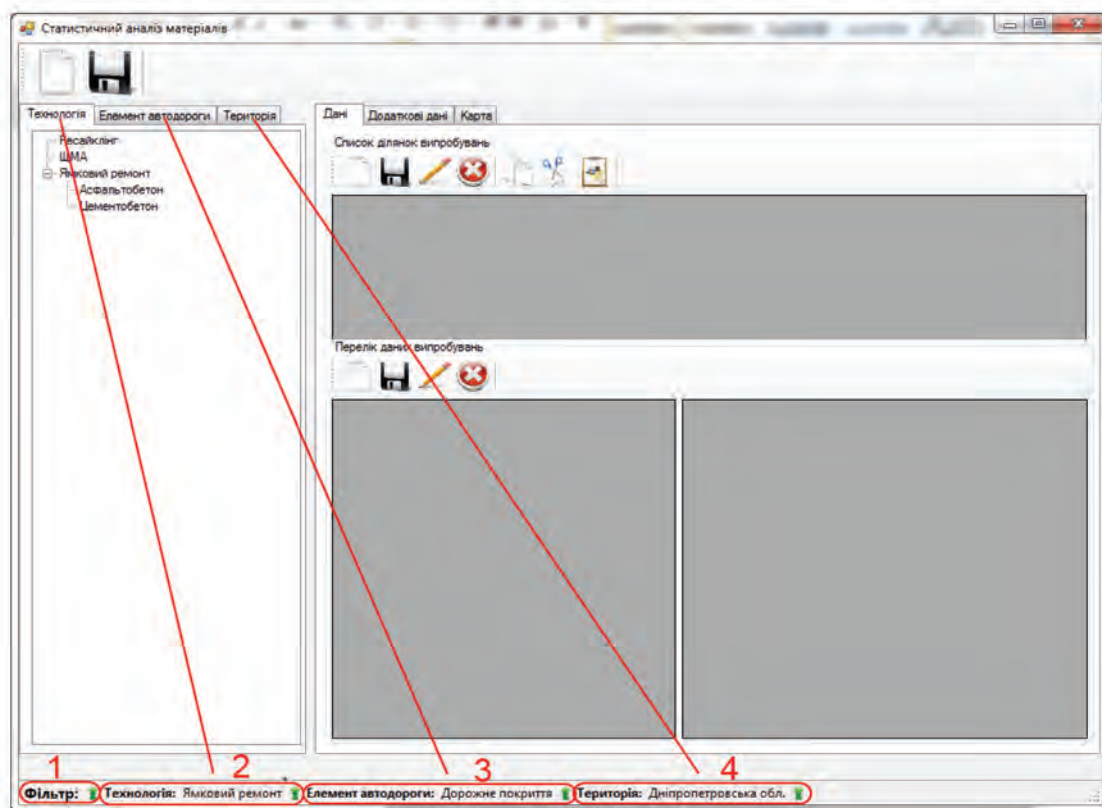 Статистичний аналіз матеріалів
Технологія Елемент автодороги Територія
Ресайклінг
ЩМА
Ямковий ремонт
Асфальтобетон
Цементобетон
Дані Додаткові дані Карта
Список ділянок випробувань
Перелік даних випробувань
1 2 3 4
Фільтр: Технологія: Ямковий ремонт Елемент автодороги: Дорожнє покриття Територія: Дніпропетровська обл.